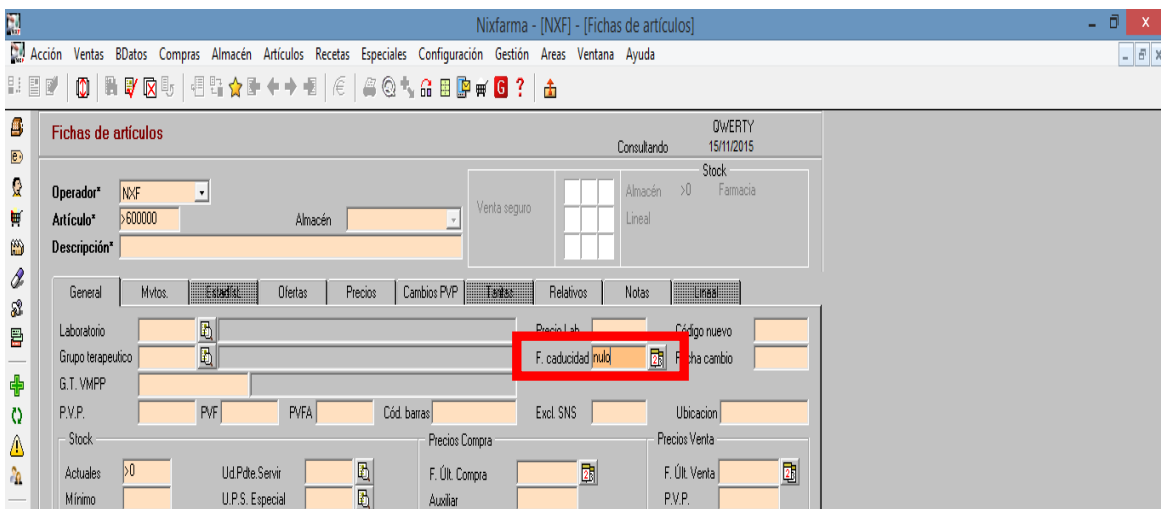 Nixfarma - [NXF] - [Fichas de artículos]
Acción Ventas BDatos Compras Almacén Artículos Recetas Especiales Configuración Gestión Areas Ventana Ayuda
Fichas de artículos
QWERTY
Consultando 15/11/2015
Operador* NXF
Artículo* >600000 Almacén
Descripción*
Venta seguro
Stock
Almacén >0 Farmacia
Lineal
General Mvtos. Estadíst. Ofertas Precios Cambios PVP Tarifas Relativos Notas Lineal
Laboratorio Precio Lab. Código nuevo
Grupo terapeutico F. caducidad nulo cha cambio
G.T. VMPP
P.V.P. PVF PVFA Cód. barras Excl. SNS Ubicacion
Stock Precios Compra Precios Venta
Actuales >0 Ud.Pdte.Servir F. Últ. Compra F. Últ. Venta
Mínimo U.P.S. Especial Auxiliar P.V.P.